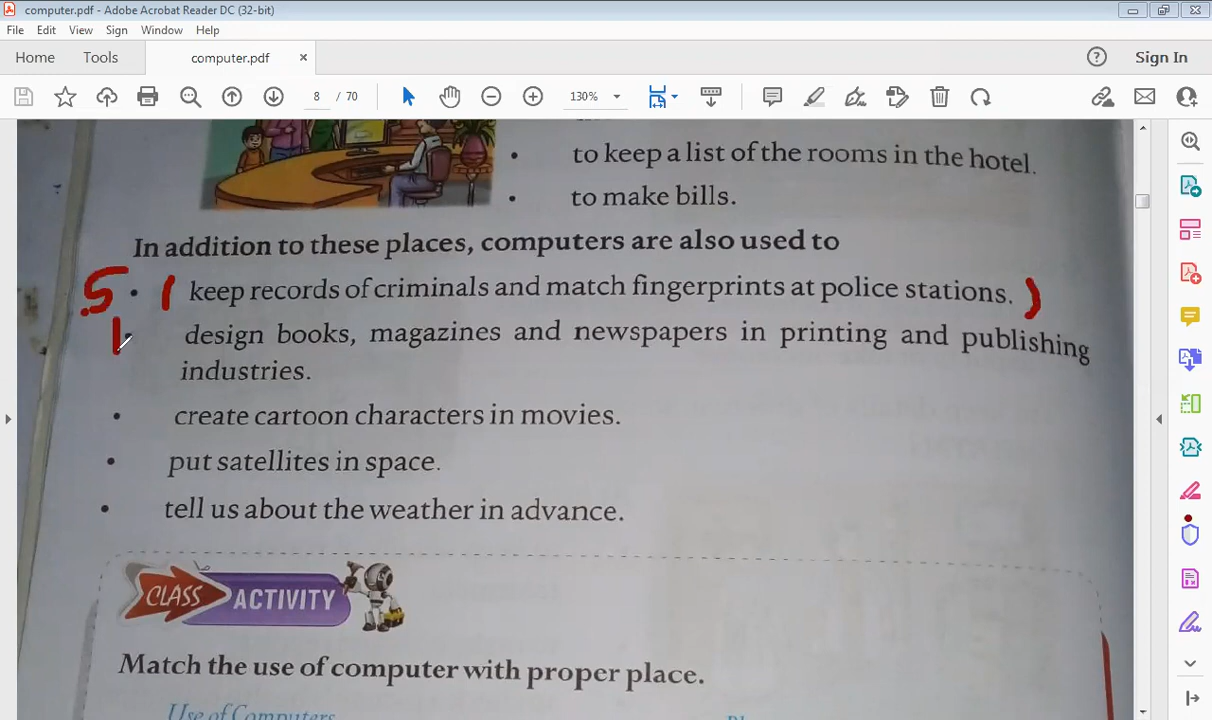 computer.pdf - Adobe Acrobat Reader DC (32-bit)
File Edit View Sign Window Help
Home Tools computer.pdf × Sign In
8 / 70 130%
to keep a list of the rooms in the hotel.
to make bills.
In addition to these places, computers are also used to
5 • ( keep records of criminals and match fingerprints at police stations. )
design books, magazines and newspapers in printing and publishing
industries.
• create cartoon characters in movies.
• put satellites in space.
• tell us about the weather in advance.
CLASS ACTIVITY
Match the use of computer with proper place.
Use of Computers